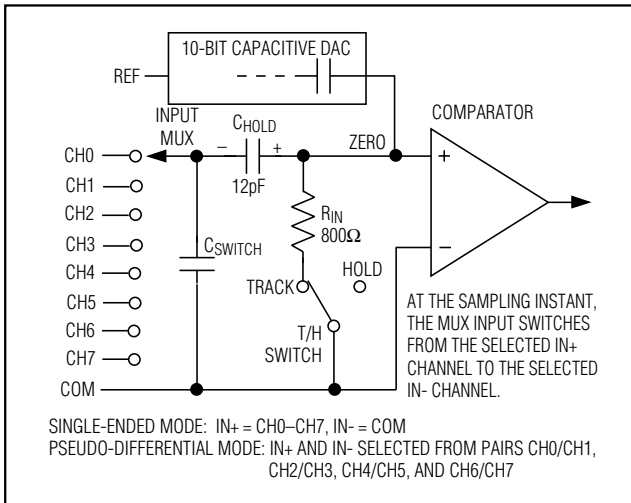 10-BIT CAPACITIVE DAC
REF
INPUT
MUX
C_HOLD
– +
12pF
ZERO
COMPARATOR
+
–
CH0
CH1
CH2
CH3
CH4
CH5
CH6
CH7
COM
C_SWITCH
R_IN
800Ω
TRACK
HOLD
T/H
SWITCH
AT THE SAMPLING INSTANT,
THE MUX INPUT SWITCHES
FROM THE SELECTED IN+
CHANNEL TO THE SELECTED
IN- CHANNEL.
SINGLE-ENDED MODE: IN+ = CH0–CH7, IN- = COM
PSEUDO-DIFFERENTIAL MODE: IN+ AND IN- SELECTED FROM PAIRS CH0/CH1,
CH2/CH3, CH4/CH5, AND CH6/CH7